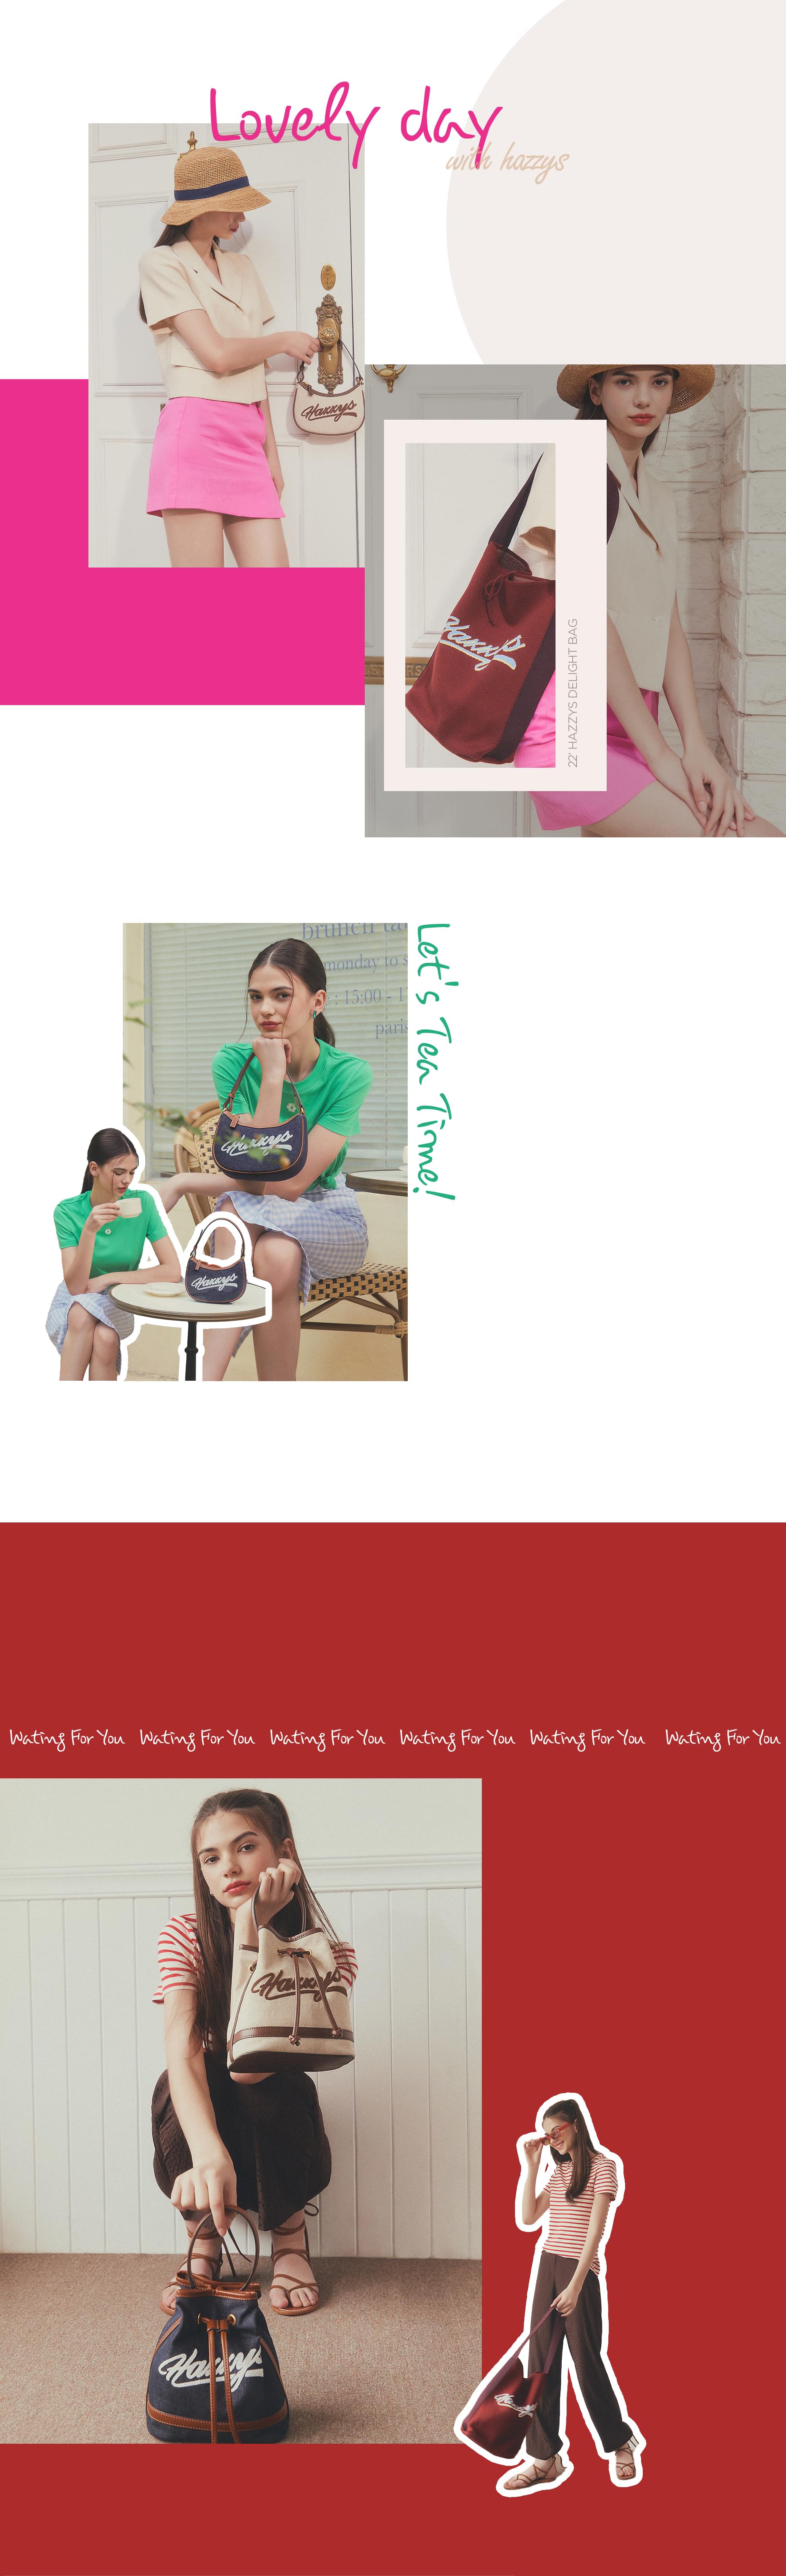 Lovely day
with hazzys
Hazzys
Hazzys
22' HAZZYS DELIGHT BAG
brunch
monday to s
: 15:00 - 1
paris
Let's Tea Time!
Hazzys
Hazzys
Wating For You Wating For You Wating For You Wating For You Wating For You Wating For You
Hazzys
Hazzys
Hazzys